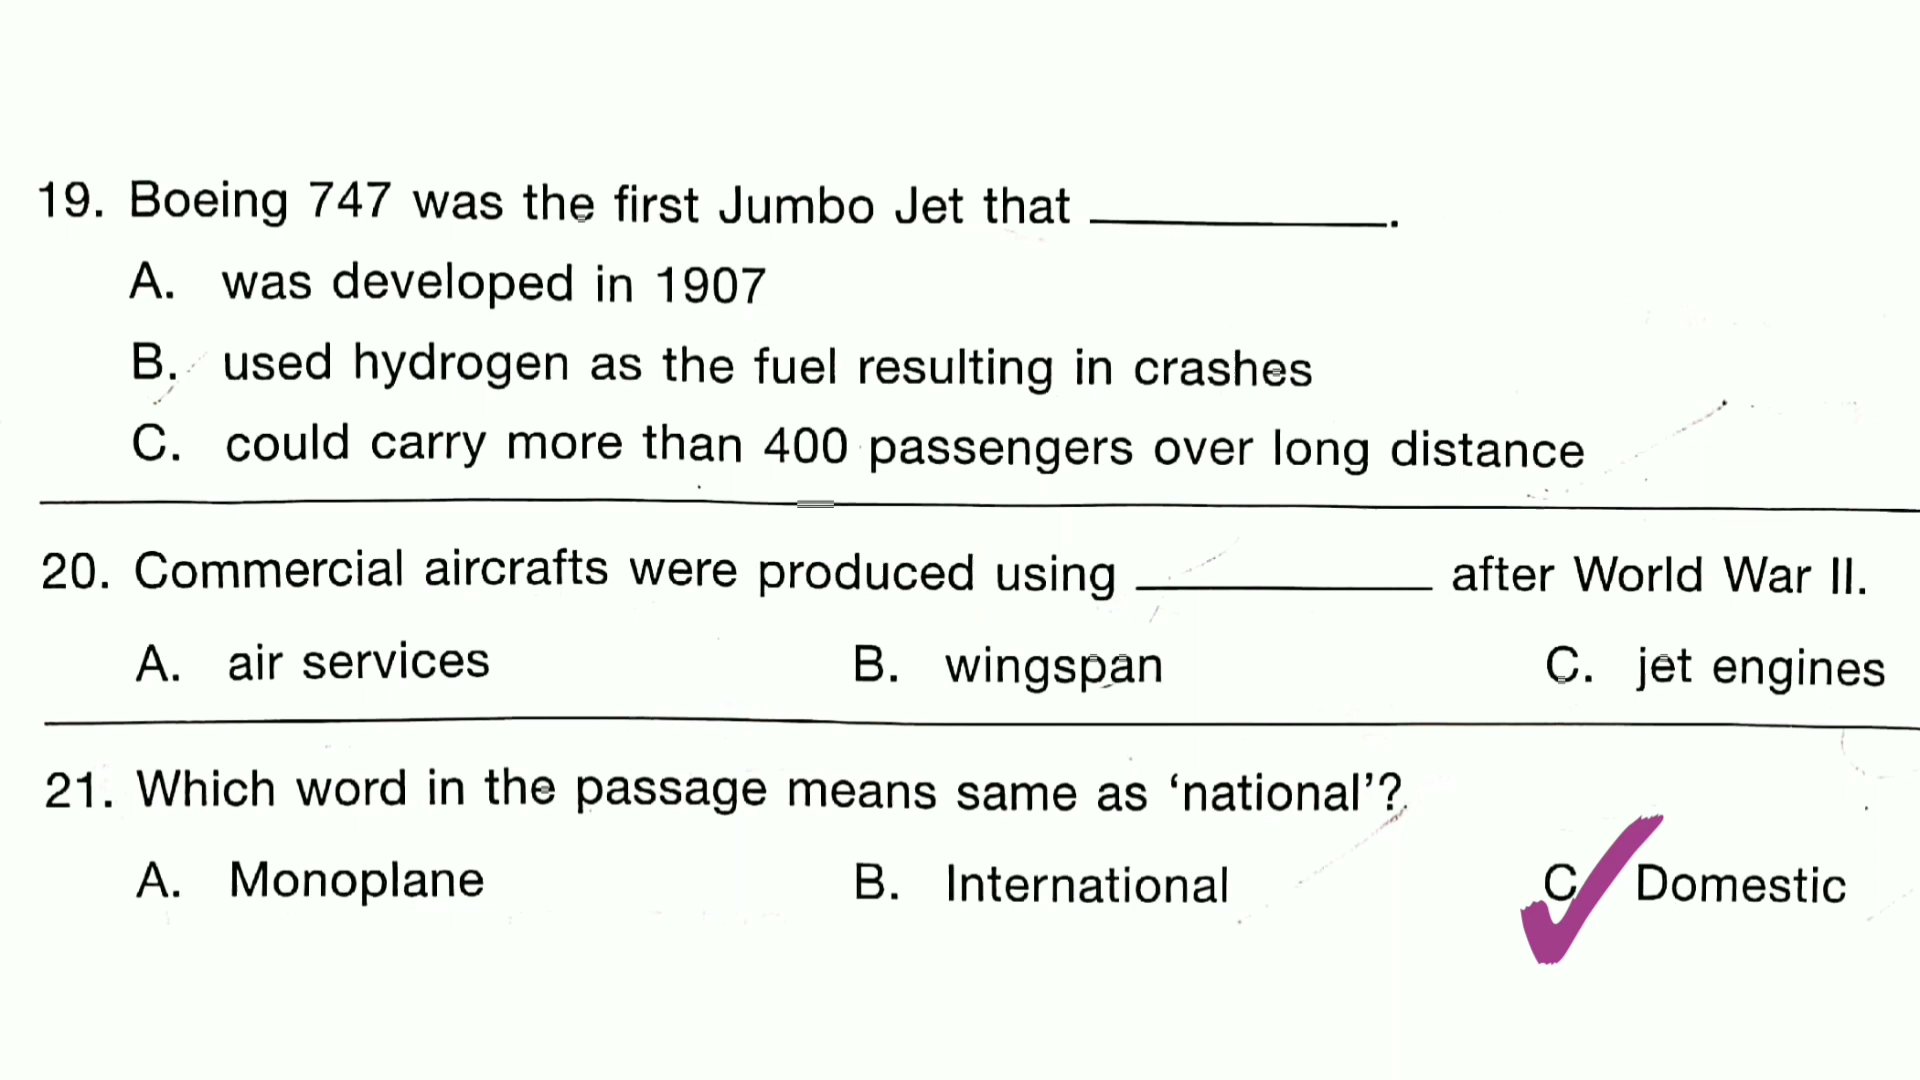 19. Boeing 747 was the first Jumbo Jet that __________.
A. was developed in 1907
B. used hydrogen as the fuel resulting in crashes
C. could carry more than 400 passengers over long distance
20. Commercial aircrafts were produced using __________ after World War II.
A. air services B. wingspan C. jet engines
21. Which word in the passage means same as ‘national’?
A. Monoplane B. International C Domestic